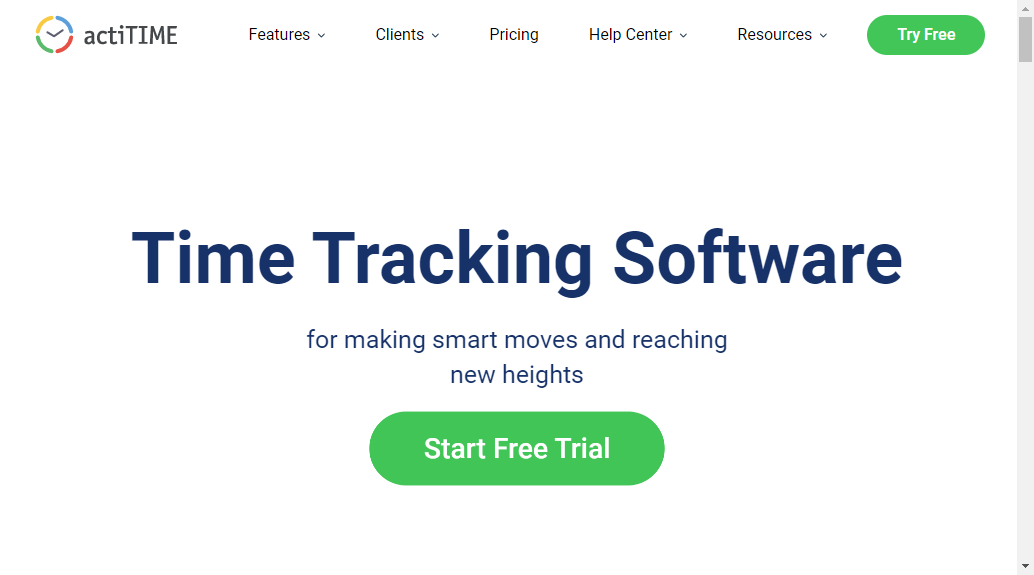 actiTIME
Features
Clients
Pricing
Help Center
Resources
Try Free
Time Tracking Software
for making smart moves and reaching
new heights
Start Free Trial